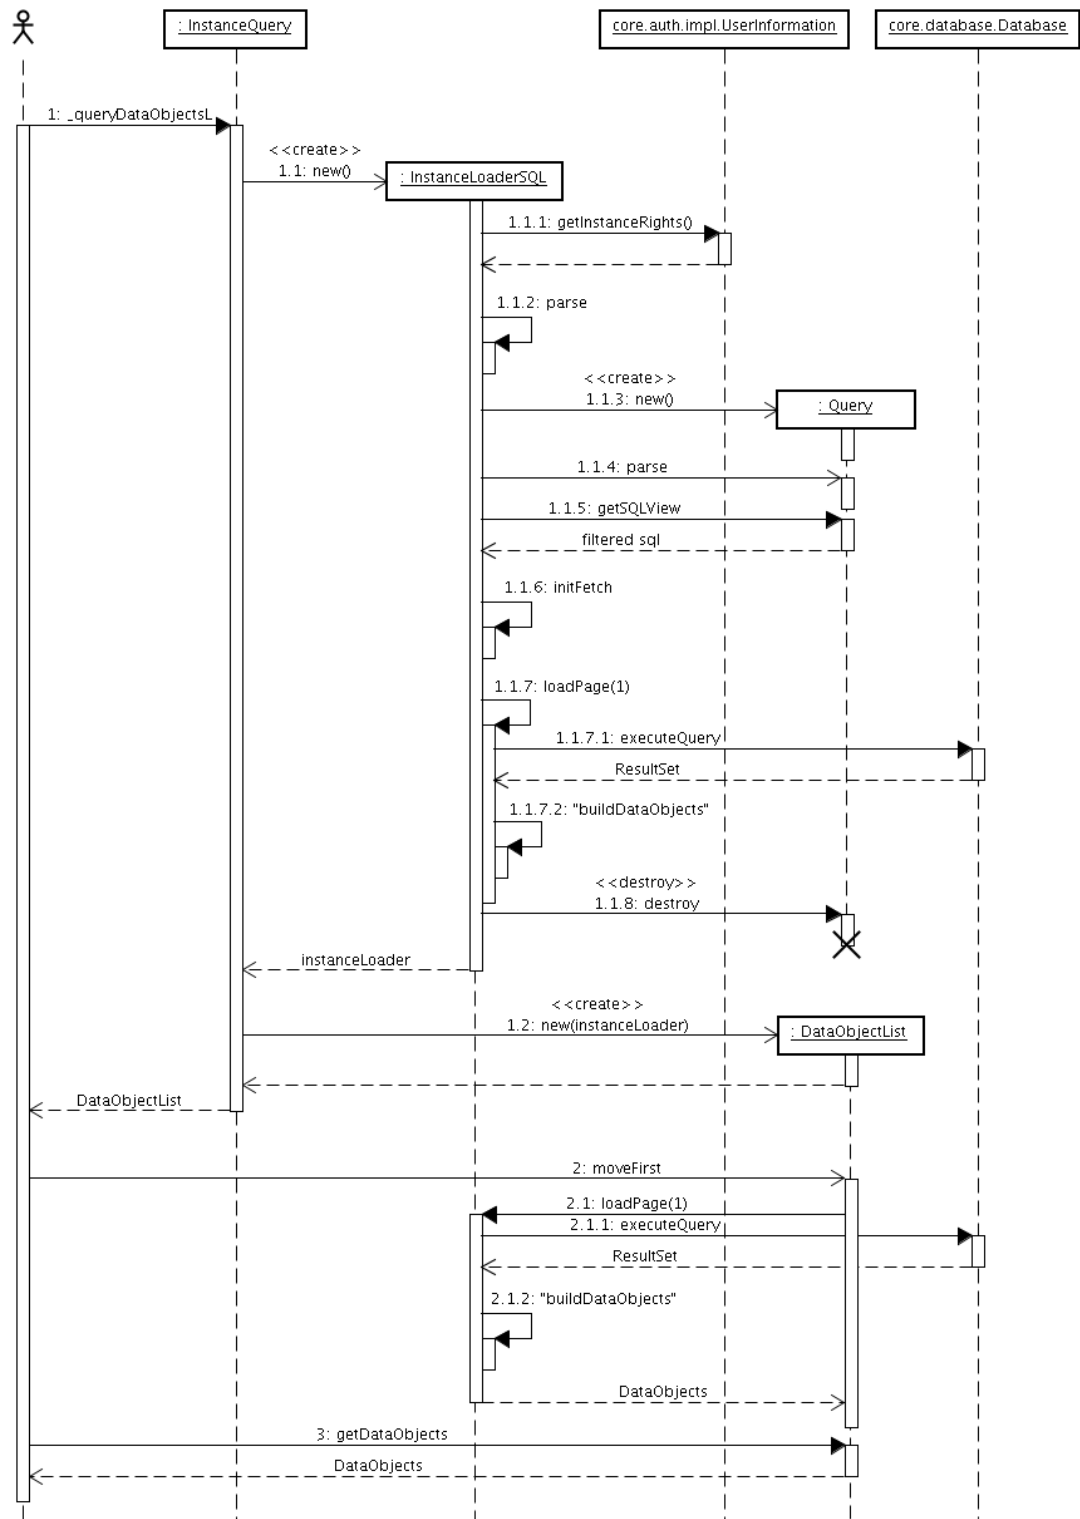 : InstanceQuery
core.auth.impl.UserInformation
core.database.Database
1: _queryDataObjectsL
<<create>>
1.1: new()
: InstanceLoaderSQL
1.1.1: getInstanceRights()
1.1.2: parse
<<create>>
1.1.3: new()
: Query
1.1.4: parse
1.1.5: getSQLView
filtered sql
1.1.6: initFetch
1.1.7: loadPage(1)
1.1.7.1: executeQuery
ResultSet
1.1.7.2: "buildDataObjects"
<<destroy>>
1.1.8: destroy
instanceLoader
<<create>>
1.2: new(instanceLoader)
: DataObjectList
DataObjectList
2: moveFirst
2.1: loadPage(1)
2.1.1: executeQuery
ResultSet
2.1.2: "buildDataObjects"
DataObjects
3: getDataObjects
DataObjects